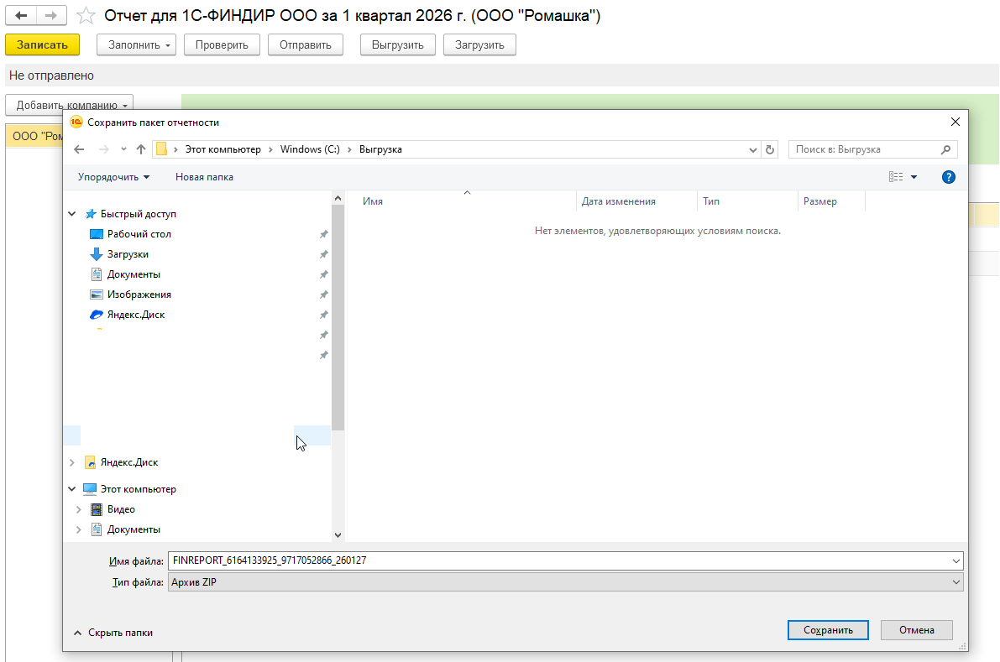 Отчет для 1С-ФИНДИР ООО за 1 квартал 2026 г. (ООО "Ромашка")
Записать Заполнить Проверить Отправить Выгрузить Загрузить
Не отправлено
Добавить компанию
ООО "Ром
Сохранить пакет отчетности
Этот компьютер › Windows (C:) › Выгрузка
Поиск в: Выгрузка
Упорядочить Новая папка
Имя Дата изменения Тип Размер
Нет элементов, удовлетворяющих условиям поиска.
Быстрый доступ
Рабочий стол
Загрузки
Документы
Изображения
Яндекс.Диск
Яндекс.Диск
Этот компьютер
Видео
Документы
Имя файла: FINREPORT_6164133925_9717052866_260127
Тип файла: Архив ZIP
Скрыть папки Сохранить Отмена